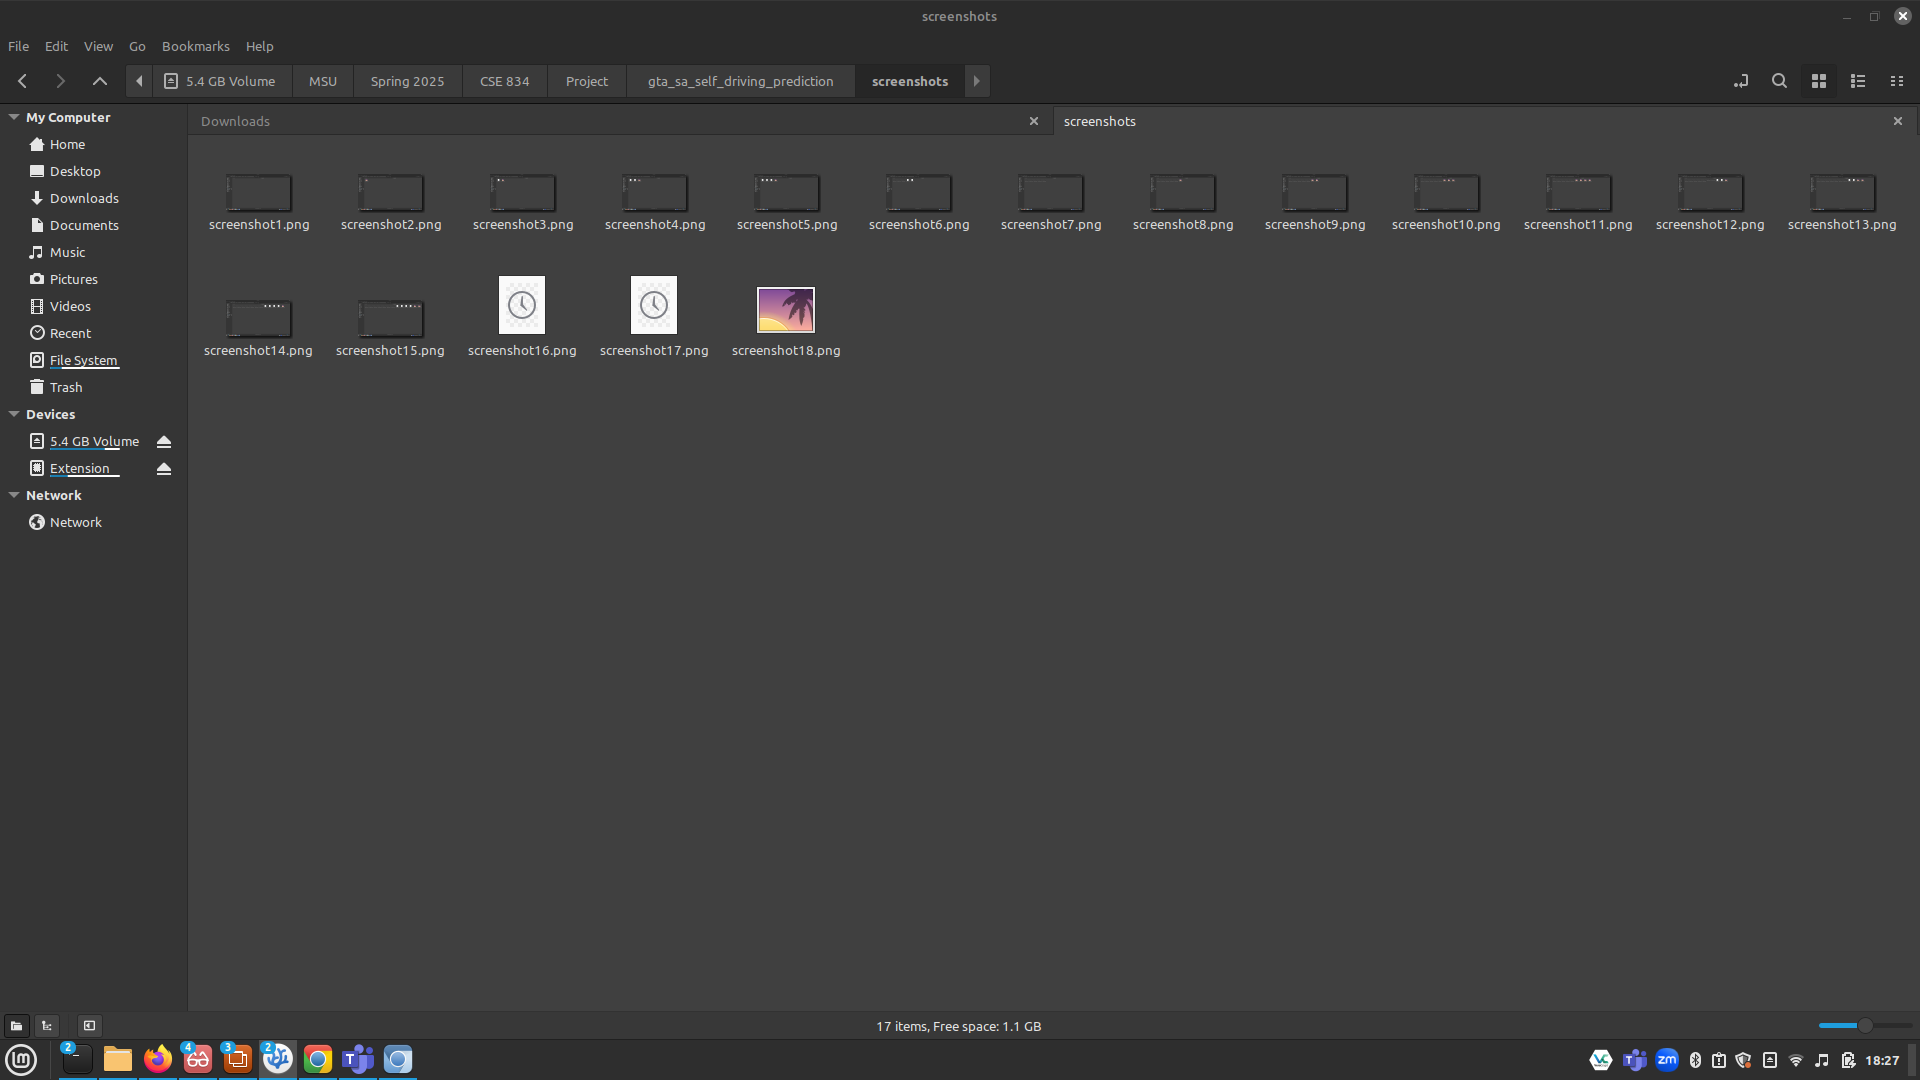 screenshots
File Edit View Go Bookmarks Help
5.4 GB Volume MSU Spring 2025 CSE 834 Project gta_sa_self_driving_prediction screenshots
My Computer
Home
Desktop
Downloads
Documents
Music
Pictures
Videos
Recent
File System
Trash
Devices
5.4 GB Volume
Extension
Network
Network
Downloads screenshots
screenshot1.png screenshot2.png screenshot3.png screenshot4.png screenshot5.png screenshot6.png screenshot7.png screenshot8.png screenshot9.png screenshot10.png screenshot11.png screenshot12.png screenshot13.png
screenshot14.png screenshot15.png screenshot16.png screenshot17.png screenshot18.png
17 items, Free space: 1.1 GB
2 4 3 2 T VC T zm 18:27